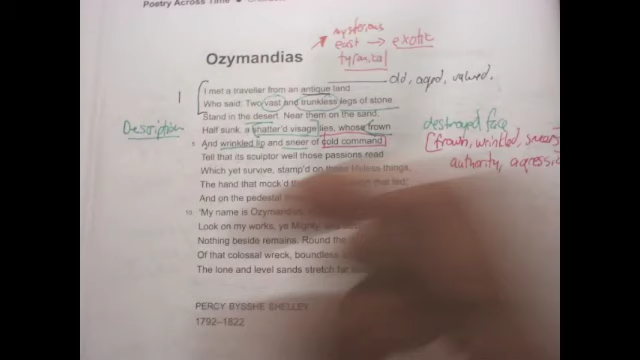 Poetry Across Time
mysterious
east → exotic
tyranical
Ozymandias
old, aged, valued.
1
I met a traveller from an antique land
Who said: Two vast and trunkless legs of stone
Stand in the desert. Near them on the sand,
Description
destroyed face
Half sunk, a shatter'd visage lies, whose frown
5 And wrinkled lip and sneer of cold command
[frown, wrinkled, sneers
Tell that its sculptor well those passions read
authority, agressio
Which yet survive, stamp'd on these lifeless things,
The hand that mock'd that fed;
And on the pedestal
10 'My name is Ozymandias
Look on my works, ye Mighty
Nothing beside remains. Round the
Of that colossal wreck, boundless
The lone and level sands stretch far
PERCY BYSSHE SHELLEY
1792–1822